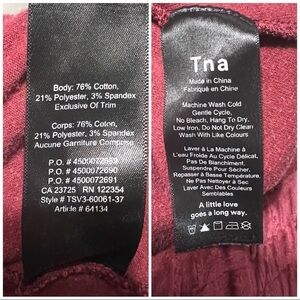 Body: 76% Cotton,
21% Polyester, 3% Spandex
Exclusive Of Trim
Corps: 76% Coton,
21% Polyester, 3% Spandex
Aucune Garniture Comprise
P.O. # 4500072689
P.O. # 4500072690
P.O. # 4500072691
CA 23725 RN 122354
Style # TSV3-60061-37
Article # 64134
Tna
Made in China
Fabriqué en Chine
Machine Wash Cold
Gentle Cycle,
No Bleach, Hang To Dry,
Low Iron, Do Not Dry Clean
Wash With Like Colours
Laver À La Machine À
L'eau Froide Au Cycle Délicat,
Pas De Blanchiment,
Suspendre Pour Sécher,
Repasser à Basse Température,
Ne Pas Nettoyer À Sec
Laver Avec Des Couleurs
Semblables
A little love
goes a long way.